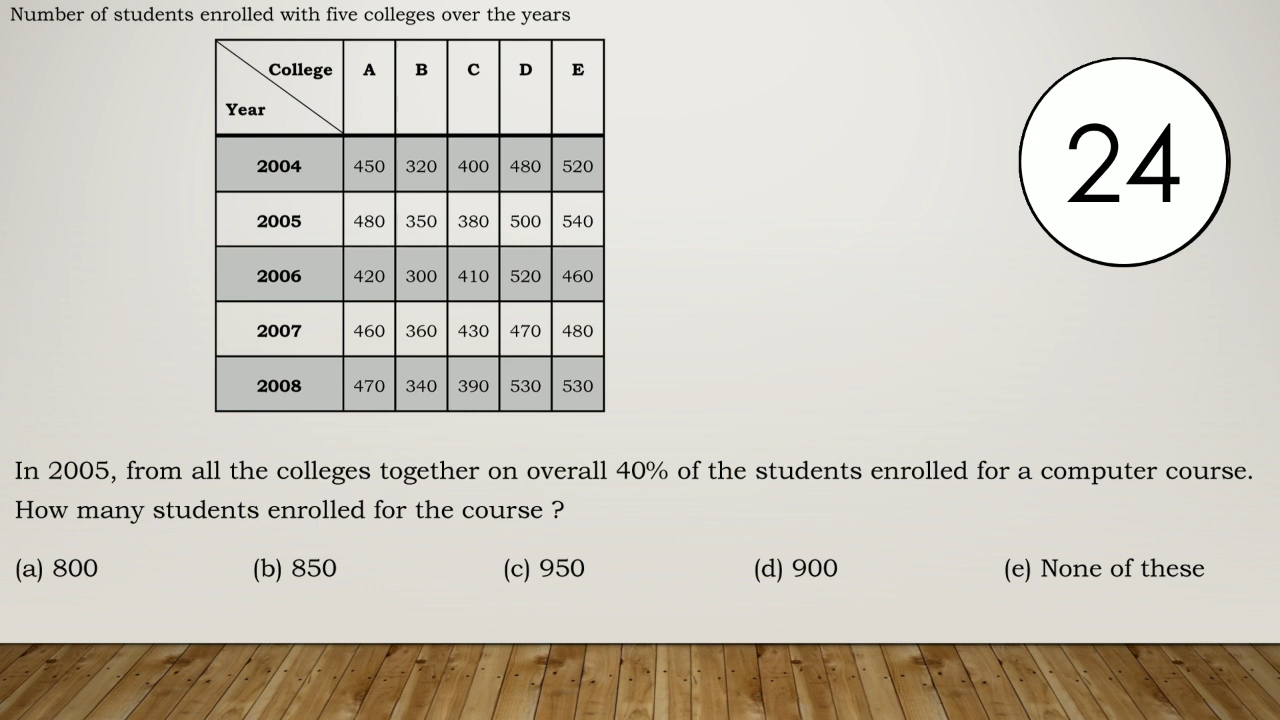 Number of students enrolled with five colleges over the years
College A B C D E
Year
2004 450 320 400 480 520
2005 480 350 380 500 540
2006 420 300 410 520 460
2007 460 360 430 470 480
2008 470 340 390 530 530
24
In 2005, from all the colleges together on overall 40% of the students enrolled for a computer course.
How many students enrolled for the course ?
(a) 800 (b) 850 (c) 950 (d) 900 (e) None of these